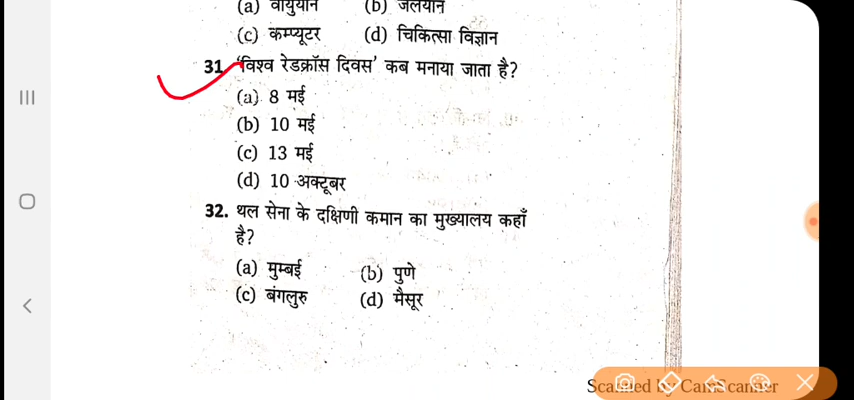 (a) वायुयान (b) जलयान
(c) कम्प्यूटर (d) चिकित्सा विज्ञान
31. 'विश्व रेडक्रॉस दिवस' कब मनाया जाता है?
(a) 8 मई
(b) 10 मई
(c) 13 मई
(d) 10 अक्टूबर
32. थल सेना के दक्षिणी कमान का मुख्यालय कहाँ
है?
(a) मुम्बई (b) पुणे
(c) बंगलुरु (d) मैसूर
Scanned by CamScanner